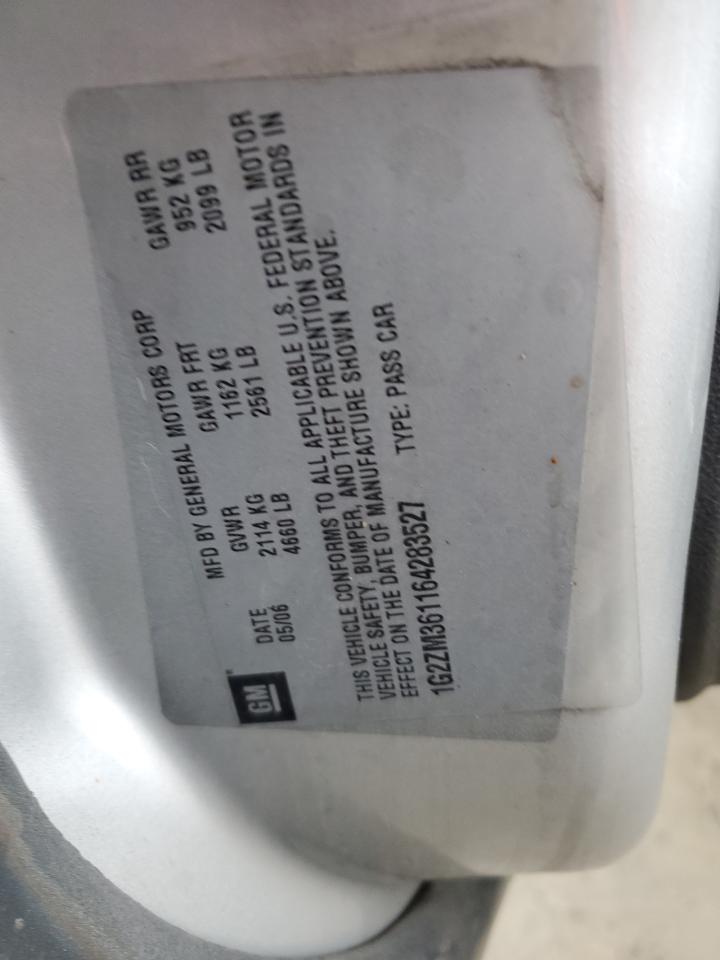 MFD BY GENERAL MOTORS CORP
DATE GVWR GAWR FRT GAWR RR
05/06 2114 KG 1162 KG 952 KG
4660 LB 2561 LB 2099 LB
GM
THIS VEHICLE CONFORMS TO ALL APPLICABLE U.S. FEDERAL MOTOR
VEHICLE SAFETY, BUMPER, AND THEFT PREVENTION STANDARDS IN
EFFECT ON THE DATE OF MANUFACTURE SHOWN ABOVE.
1G2ZM361164283527 TYPE: PASS CAR